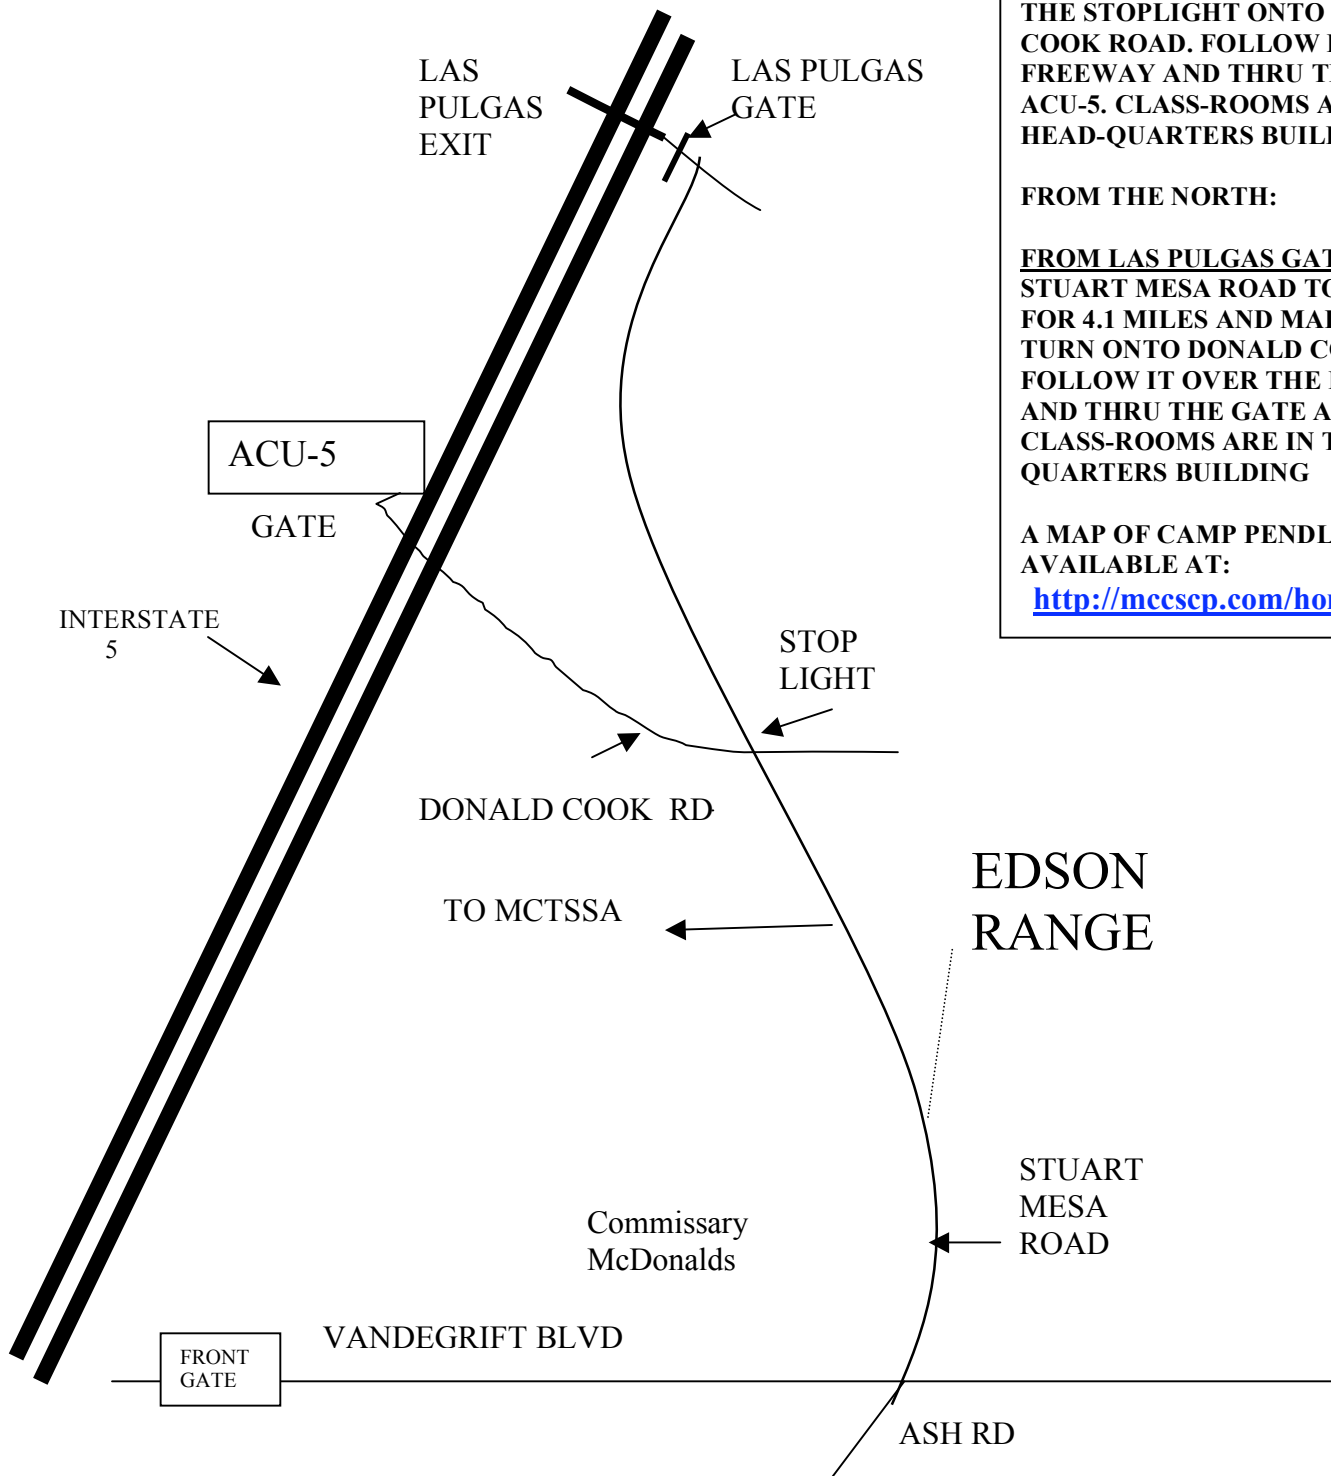 THE STOPLIGHT ONTO
COOK ROAD. FOLLOW
FREEWAY AND THRU
ACU-5. CLASS-ROOMS
HEAD-QUARTERS
FROM THE NORTH:
FROM LAS PULGAS
STUART MESA ROAD
FOR 4.1 MILES AND
TURN ONTO DONALD
FOLLOW IT OVER THE
AND THRU THE GATE
CLASS-ROOMS ARE IN
QUARTERS BUILDING
A MAP OF CAMP
AVAILABLE AT:
http://mccscp.com/
LAS
PULGAS
EXIT
LAS PULGAS
GATE
ACU-5
GATE
INTERSTATE
5
STOP
LIGHT
DONALD COOK RD
TO MCTSSA
EDSON
RANGE
STUART
MESA
ROAD
Commissary
McDonalds
VANDEGRIFT BLVD
FRONT
GATE
ASH RD